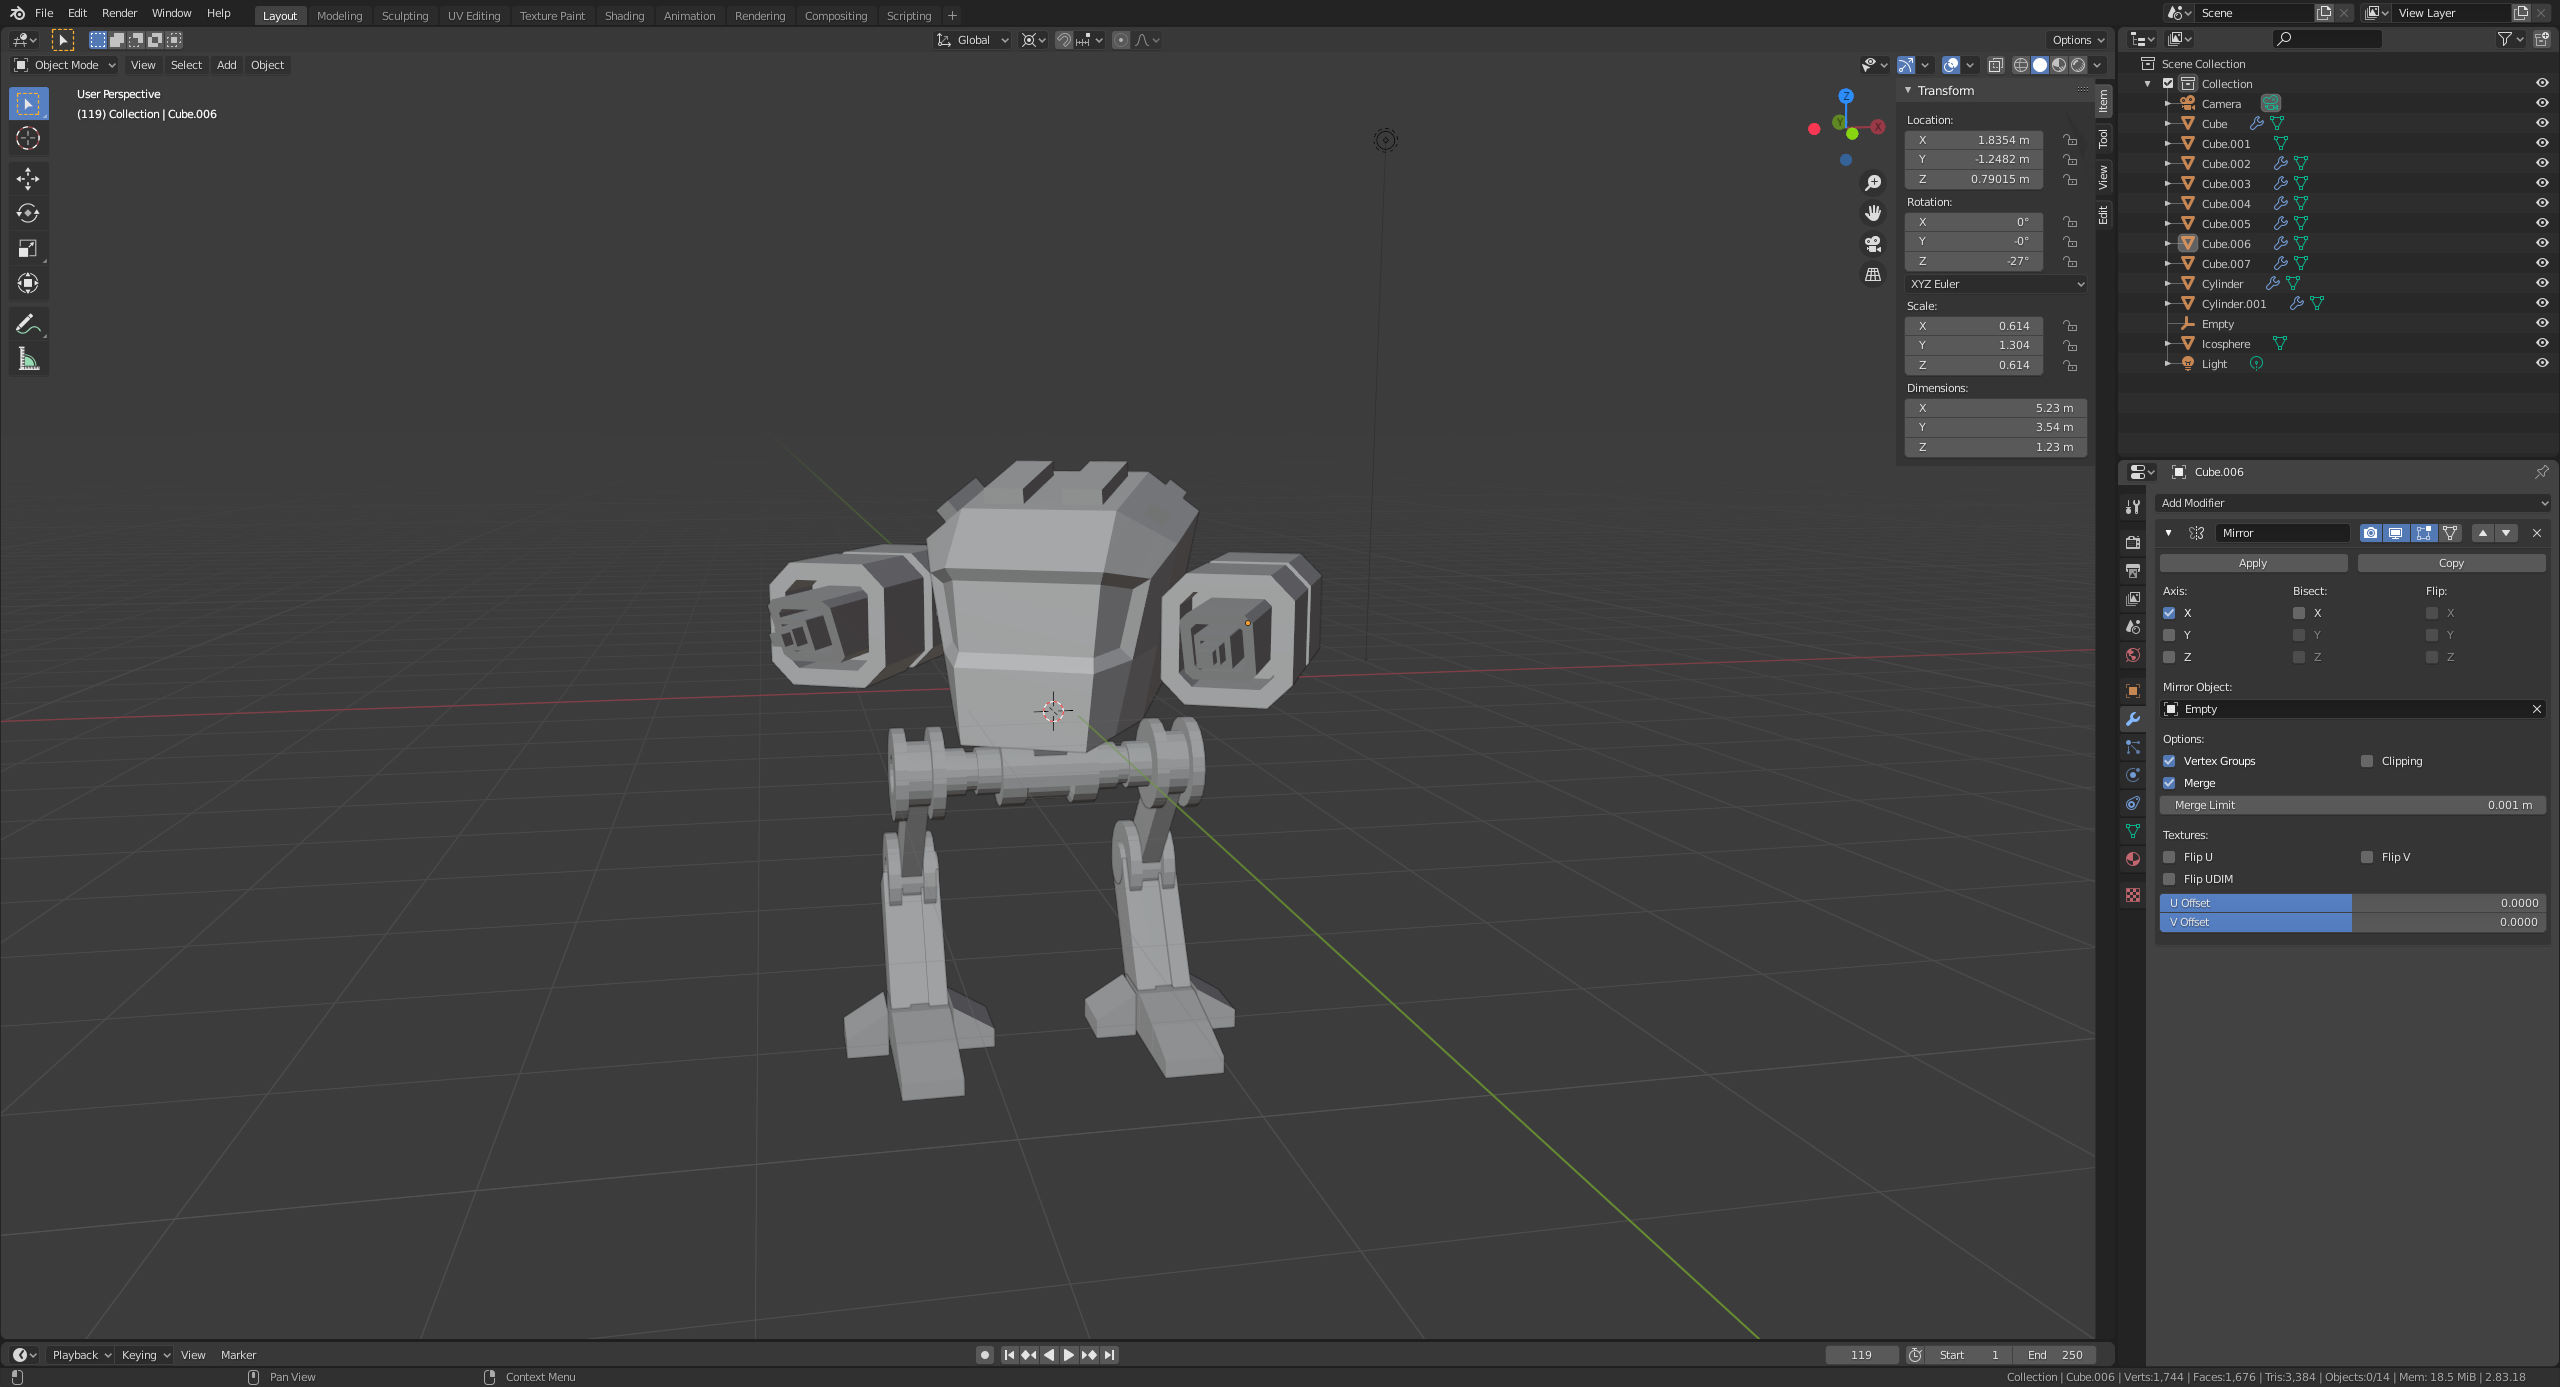 File Edit Render Window Help Layout Modeling Sculpting UV Editing Texture Paint Shading Animation Rendering Compositing Scripting + Scene View Layer
Global Options
Object Mode View Select Add Object
User Perspective
(119) Collection | Cube.006
Z
Y
X
Transform
Location:
X 1.8354 m
Y -1.2482 m
Z 0.79015 m
Rotation:
X 0°
Y -0°
Z -27°
XYZ Euler
Scale:
X 0.614
Y 1.304
Z 0.614
Dimensions:
X 5.23 m
Y 3.54 m
Z 1.23 m
Item
Tool
View
Edit
Scene Collection
Collection
Camera
Cube
Cube.001
Cube.002
Cube.003
Cube.004
Cube.005
Cube.006
Cube.007
Cylinder
Cylinder.001
Empty
Icosphere
Light
Cube.006
Add Modifier
Mirror
Apply Copy
Axis: Bisect: Flip:
X X X
Y Y Y
Z Z Z
Mirror Object:
Empty
Options:
Vertex Groups Clipping
Merge
Merge Limit 0.001 m
Textures:
Flip U Flip V
Flip UDIM
U Offset 0.0000
V Offset 0.0000
Playback Keying View Marker 119 Start 1 End 250
Pan View Context Menu Collection | Cube.006 | Verts:1,744 | Faces:1,676 | Tris:3,384 | Objects:0/14 | Mem: 18.5 MiB | 2.83.18